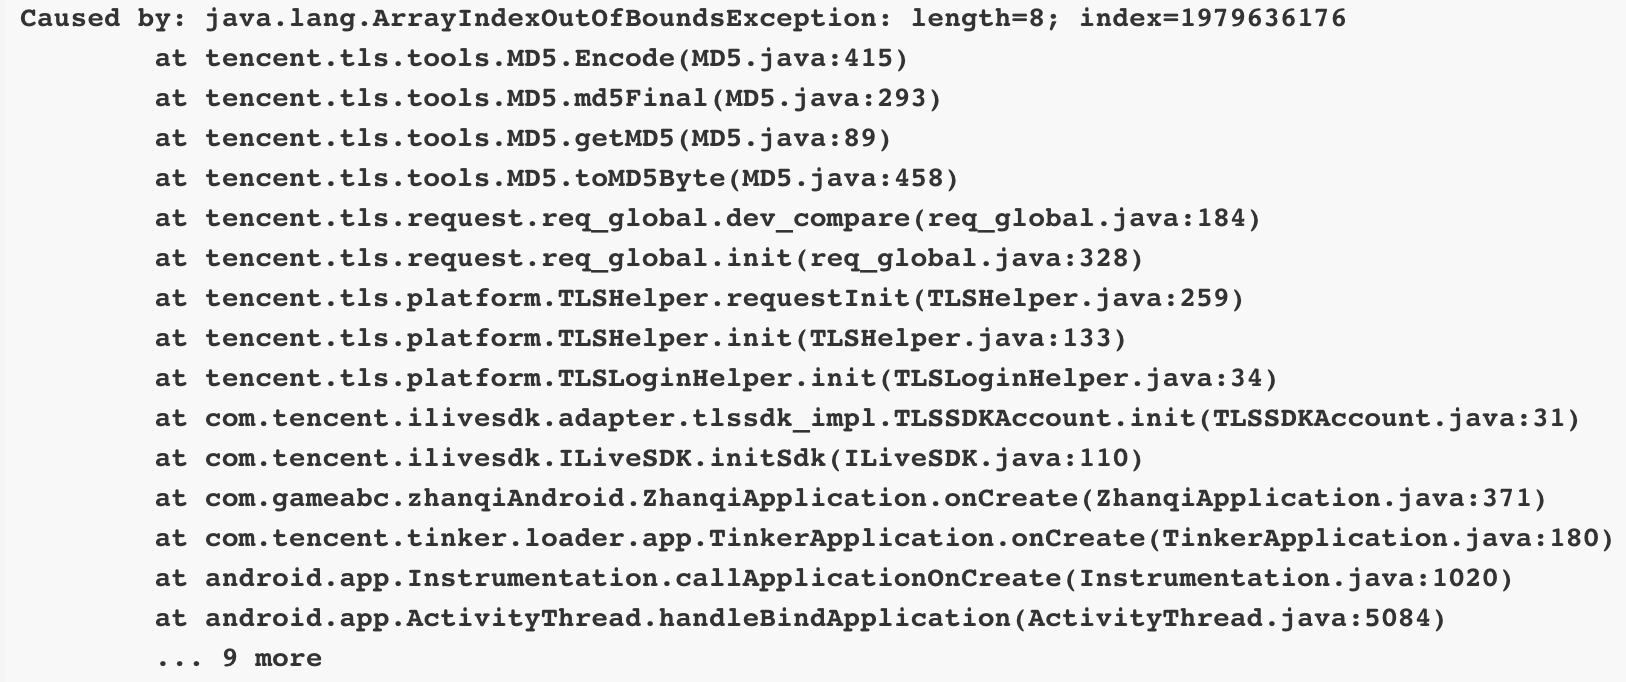 Caused by: java.lang.ArrayIndexOutOfBoundsException: length=8; index=1979636176
at tencent.tls.tools.MD5.Encode(MD5.java:415)
at tencent.tls.tools.MD5.md5Final(MD5.java:293)
at tencent.tls.tools.MD5.getMD5(MD5.java:89)
at tencent.tls.tools.MD5.toMD5Byte(MD5.java:458)
at tencent.tls.request.req_global.dev_compare(req_global.java:184)
at tencent.tls.request.req_global.init(req_global.java:328)
at tencent.tls.platform.TLSHelper.requestInit(TLSHelper.java:259)
at tencent.tls.platform.TLSHelper.init(TLSHelper.java:133)
at tencent.tls.platform.TLSLoginHelper.init(TLSLoginHelper.java:34)
at com.tencent.ilivesdk.adapter.tlssdk_impl.TLSSDKAccount.init(TLSSDKAccount.java:31)
at com.tencent.ilivesdk.ILiveSDK.initSdk(ILiveSDK.java:110)
at com.gameabc.zhanqiAndroid.ZhanqiApplication.onCreate(ZhanqiApplication.java:371)
at com.tencent.tinker.loader.app.TinkerApplication.onCreate(TinkerApplication.java:180)
at android.app.Instrumentation.callApplicationOnCreate(Instrumentation.java:1020)
at android.app.ActivityThread.handleBindApplication(ActivityThread.java:5084)
... 9 more